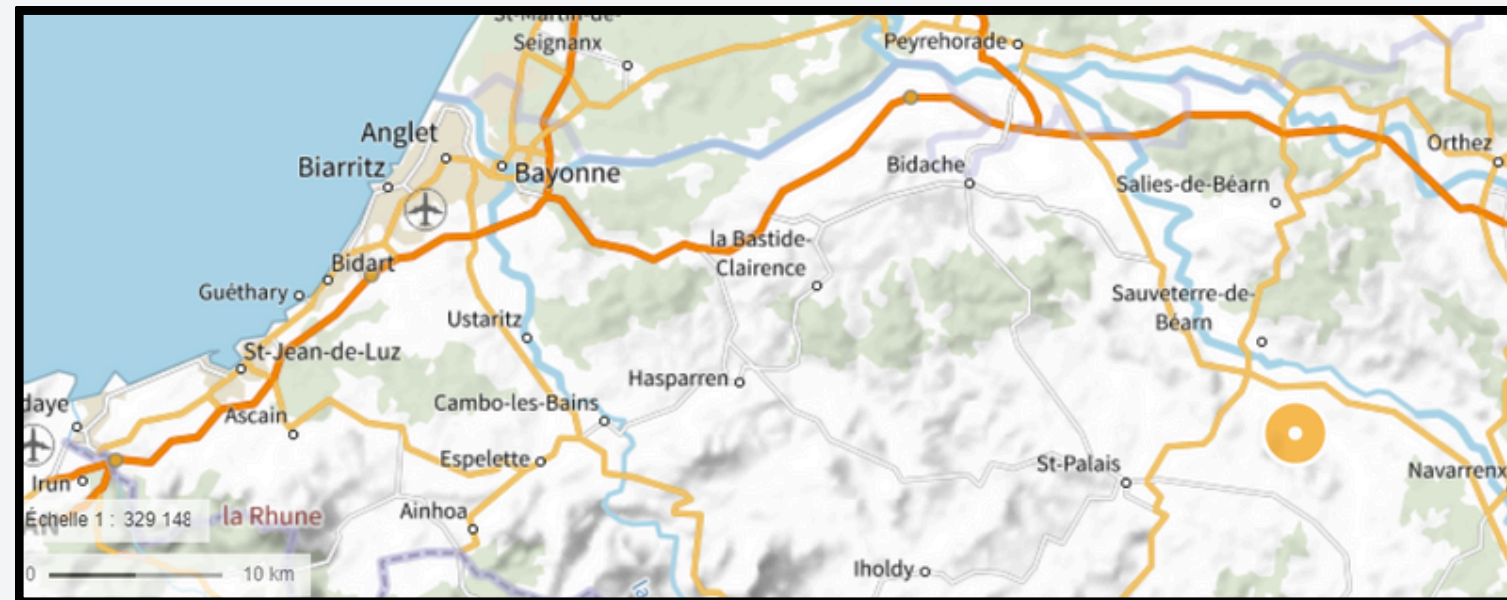 St-Martin-de-
Seignanx
Peyrehorade
Anglet
Biarritz
Bayonne
Orthez
Bidache
Salies-de-Béarn
la Bastide-
Clairence
Bidart
Guéthary
Sauveterre-de-
Béarn
Ustaritz
St-Jean-de-Luz
Hasparren
daye
Ascain
Cambo-les-Bains
Espelette
St-Palais
Navarrenx
Irun
Échelle 1 : 329 148
la Rhune
Ainhoa
Iholdy
0
10 km